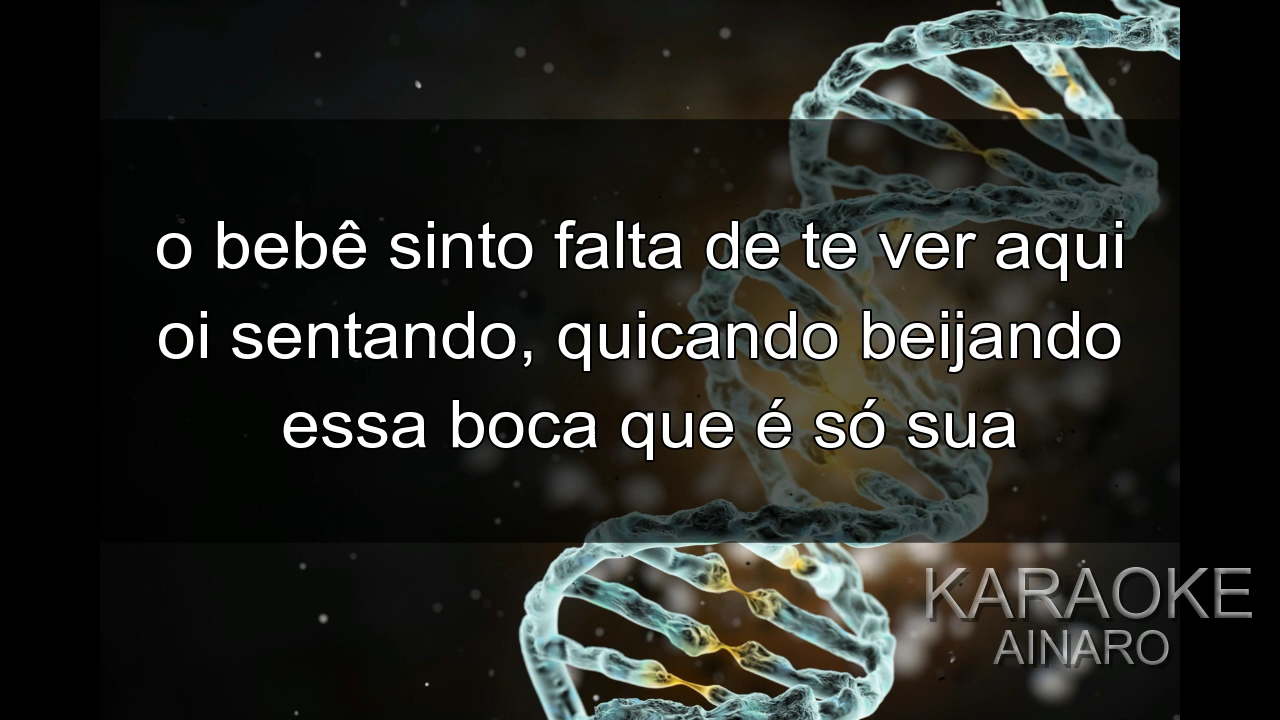 o bebê sinto falta de te ver aqui
oi sentando, quicando beijando
essa boca que é só sua
KARAOKE
AINARO